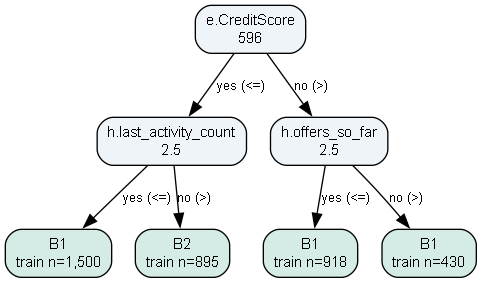 e.CreditScore
596
yes (<=)
no (>)
h.last_activity_count
2.5
h.offers_so_far
2.5
yes (<=)
no (>)
yes (<=)
no (>)
B1
train n=1,500
B2
train n=895
B1
train n=918
B1
train n=430